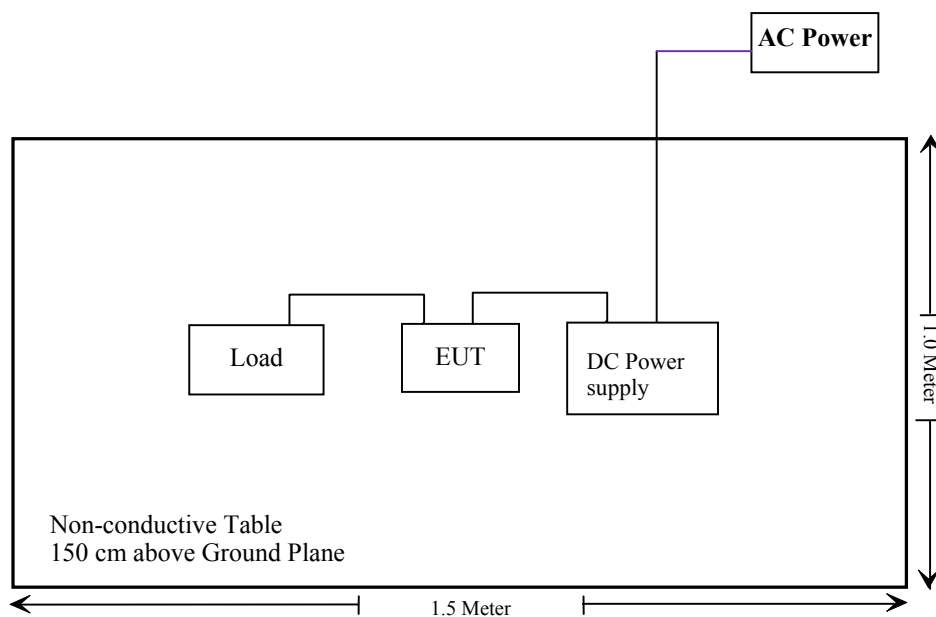 AC Power
Load
EUT
DC Power
supply
1.0 Meter
Non-conductive Table
150 cm above Ground Plane
1.5 Meter